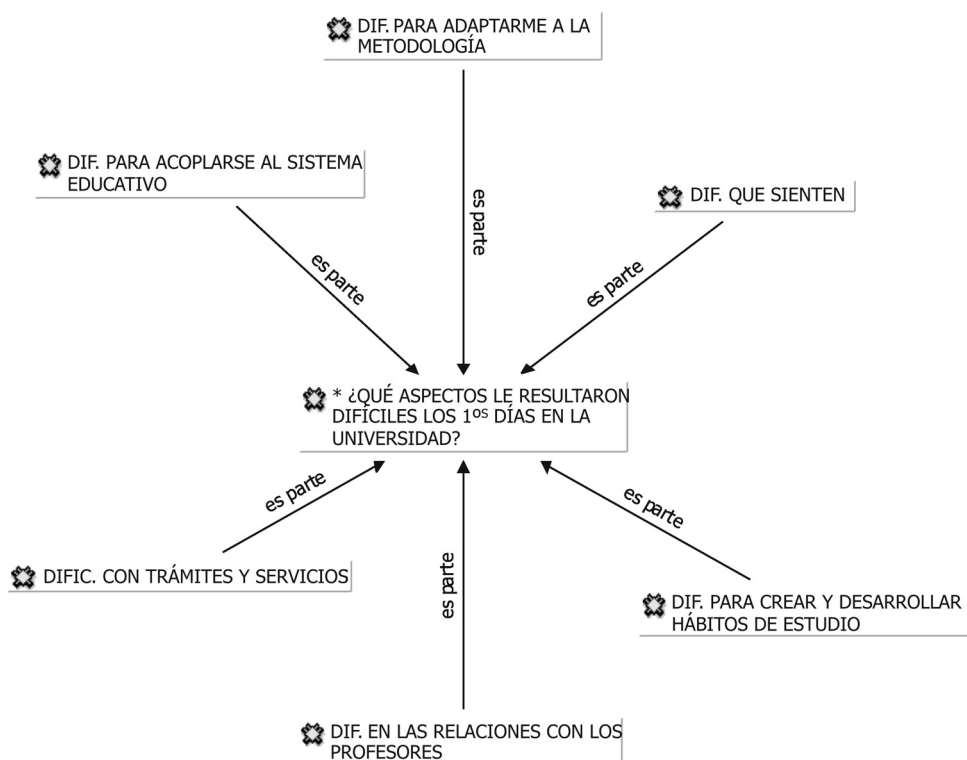 DIF. PARA ADAPTARME A LA
METODOLOGÍA
DIF. PARA ACOPLARSE AL SISTEMA
EDUCATIVO
DIF. QUE SIENTEN
es parte
es parte
es parte
* ¿QUÉ ASPECTOS LE RESULTARON
DIFÍCILES LOS 1ºS DÍAS EN LA
UNIVERSIDAD?
es parte
es parte
es parte
DIFIC. CON TRÁMITES Y SERVICIOS
DIF. PARA CREAR Y DESARROLLAR
HÁBITOS DE ESTUDIO
DIF. EN LAS RELACIONES CON LOS
PROFESORES